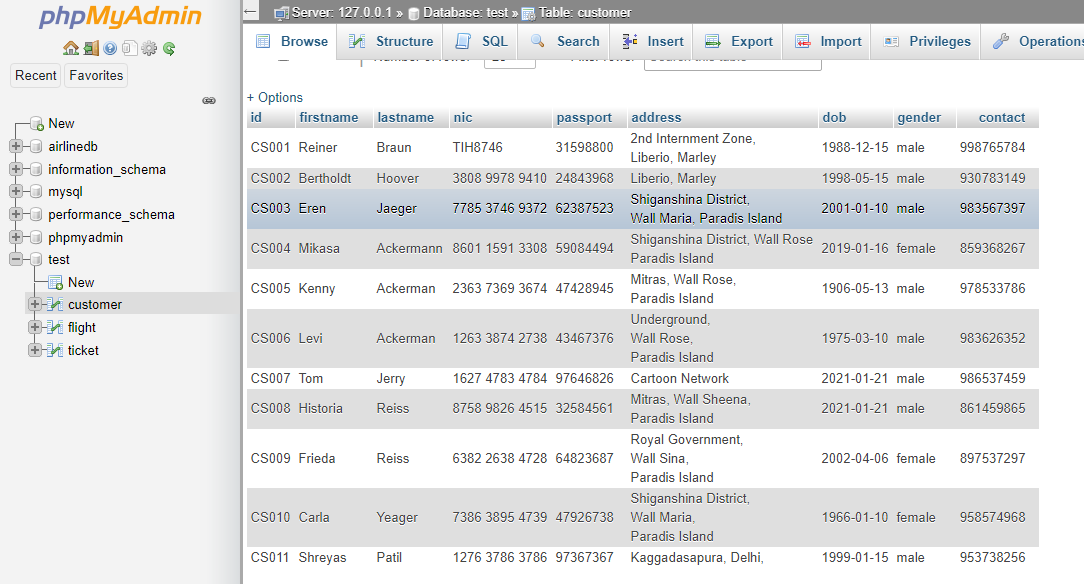 phpMyAdmin
Recent Favorites
New
airlinedb
information_schema
mysql
performance_schema
phpmyadmin
test
New
customer
flight
ticket
Server: 127.0.0.1 » Database: test » Table: customer
Browse Structure SQL Search Insert Export Import Privileges Operations
+ Options
id firstname lastname nic passport address dob gender contact
CS001 Reiner Braun TIH8746 31598800 2nd Internment Zone, 1988-12-15 male 998765784
Liberio, Marley
CS002 Bertholdt Hoover 3808 9978 9410 24843968 Liberio, Marley 1998-05-15 male 930783149
CS003 Eren Jaeger 7785 3746 9372 62387523 Shiganshina District, 2001-01-10 male 983567397
Wall Maria, Paradis Island
CS004 Mikasa Ackermann 8601 1591 3308 59084494 Shiganshina District, Wall Rose 2019-01-16 female 859368267
Paradis Island
CS005 Kenny Ackerman 2363 7369 3674 47428945 Mitras, Wall Rose, 1906-05-13 male 978533786
Paradis Island
CS006 Levi Ackerman 1263 3874 2738 43467376 Underground, 1975-03-10 male 983626352
Wall Rose,
Paradis Island
CS007 Tom Jerry 1627 4783 4784 97646826 Cartoon Network 2021-01-21 male 986537459
CS008 Historia Reiss 8758 9826 4515 32584561 Mitras, Wall Sheena, 2021-01-21 male 861459865
Paradis Island
CS009 Frieda Reiss 6382 2638 4728 64823687 Royal Government, 2002-04-06 female 897537297
Wall Sina,
Paradis Island
CS010 Carla Yeager 7386 3895 4739 47926738 Shiganshina District, 1966-01-10 female 958574968
Wall Maria,
Paradis Island
CS011 Shreyas Patil 1276 3786 3786 97367367 Kaggadasapura, Delhi, 1999-01-15 male 953738256